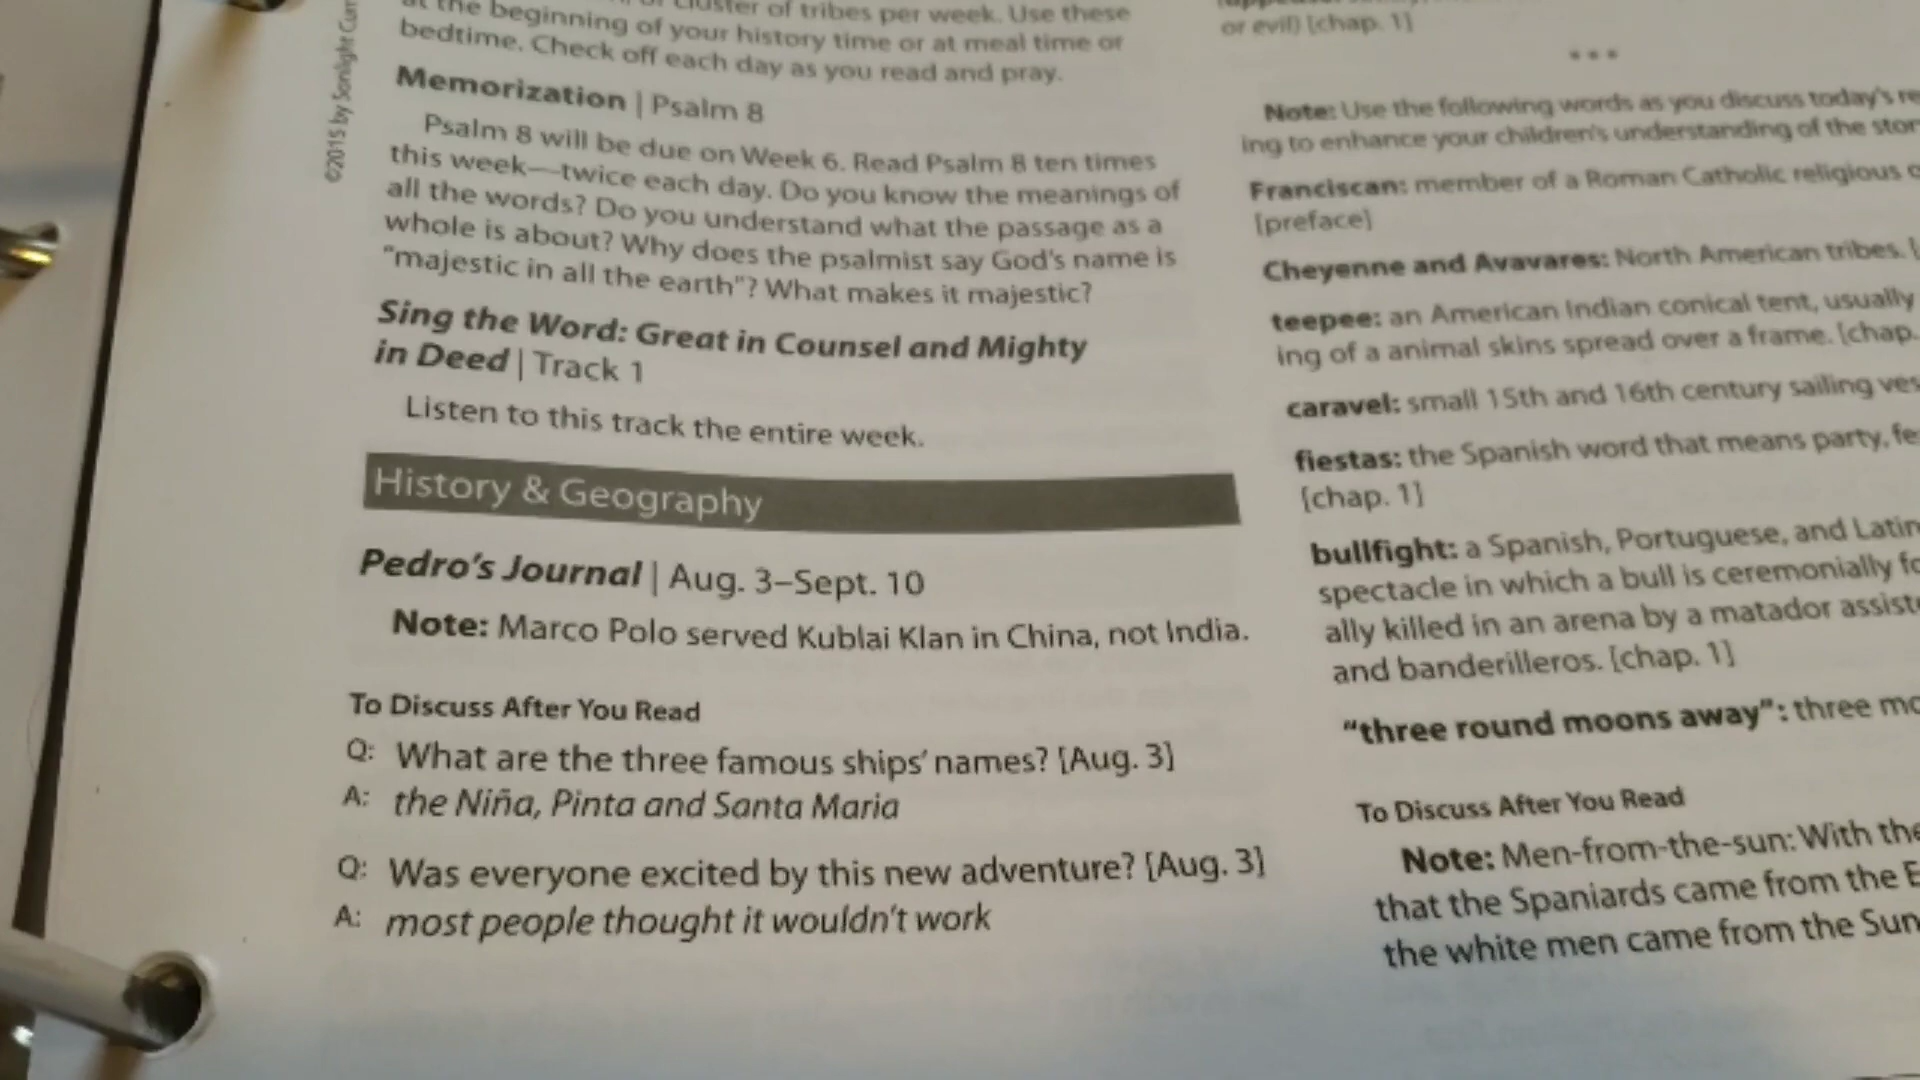 cluster of tribes per week. Use these
at the beginning of your history time or at meal time or
bedtime. Check off each day as you read and pray.
Memorization | Psalm 8
Psalm 8 will be due on Week 6. Read Psalm 8 ten times
this week—twice each day. Do you know the meanings of
all the words? Do you understand what the passage as a
whole is about? Why does the psalmist say God's name is
"majestic in all the earth"? What makes it majestic?
Sing the Word: Great in Counsel and Mighty
in Deed | Track 1
Listen to this track the entire week.
History & Geography
Pedro's Journal | Aug. 3–Sept. 10
Note: Marco Polo served Kublai Klan in China, not India.
To Discuss After You Read
Q: What are the three famous ships' names? [Aug. 3]
A: the Niña, Pinta and Santa Maria
Q: Was everyone excited by this new adventure? [Aug. 3]
A: most people thought it wouldn't work
©2015 by Sonlight Cur
or evil) [chap. 1]
• • •
Note: Use the following words as you discuss today's re
ing to enhance your children's understanding of the stor
Franciscan: member of a Roman Catholic religious o
[preface]
Cheyenne and Avavares: North American tribes. [
teepee: an American Indian conical tent, usually
ing of a animal skins spread over a frame. [chap.
caravel: small 15th and 16th century sailing ves
fiestas: the Spanish word that means party, fe
[chap. 1]
bullfight: a Spanish, Portuguese, and Latin
spectacle in which a bull is ceremonially fo
ally killed in an arena by a matador assiste
and banderilleros. [chap. 1]
"three round moons away": three mo
To Discuss After You Read
Note: Men-from-the-sun: With the
that the Spaniards came from the E
the white men came from the Sun